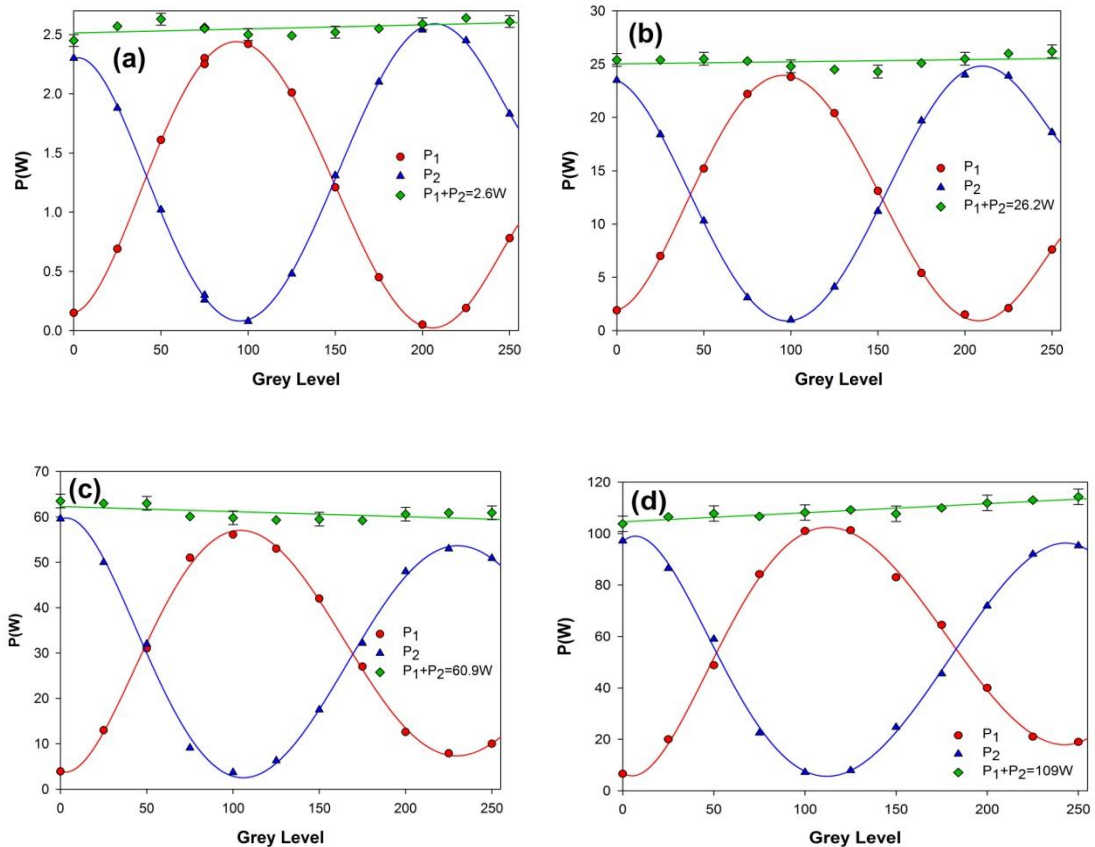 (a)
P(W)
2.5
2.0
1.5
1.0
0.5
0.0
P1
P2
P1+P2=2.6W
0 50 100 150 200 250
Grey Level
(b)
P(W)
30
25
20
15
10
5
0
P1
P2
P1+P2=26.2W
0 50 100 150 200 250
Grey Level
(c)
P(W)
70
60
50
40
30
20
10
0
P1
P2
P1+P2=60.9W
0 50 100 150 200 250
Grey Level
(d)
P(W)
120
100
80
60
40
20
0
P1
P2
P1+P2=109W
0 50 100 150 200 250
Grey Level